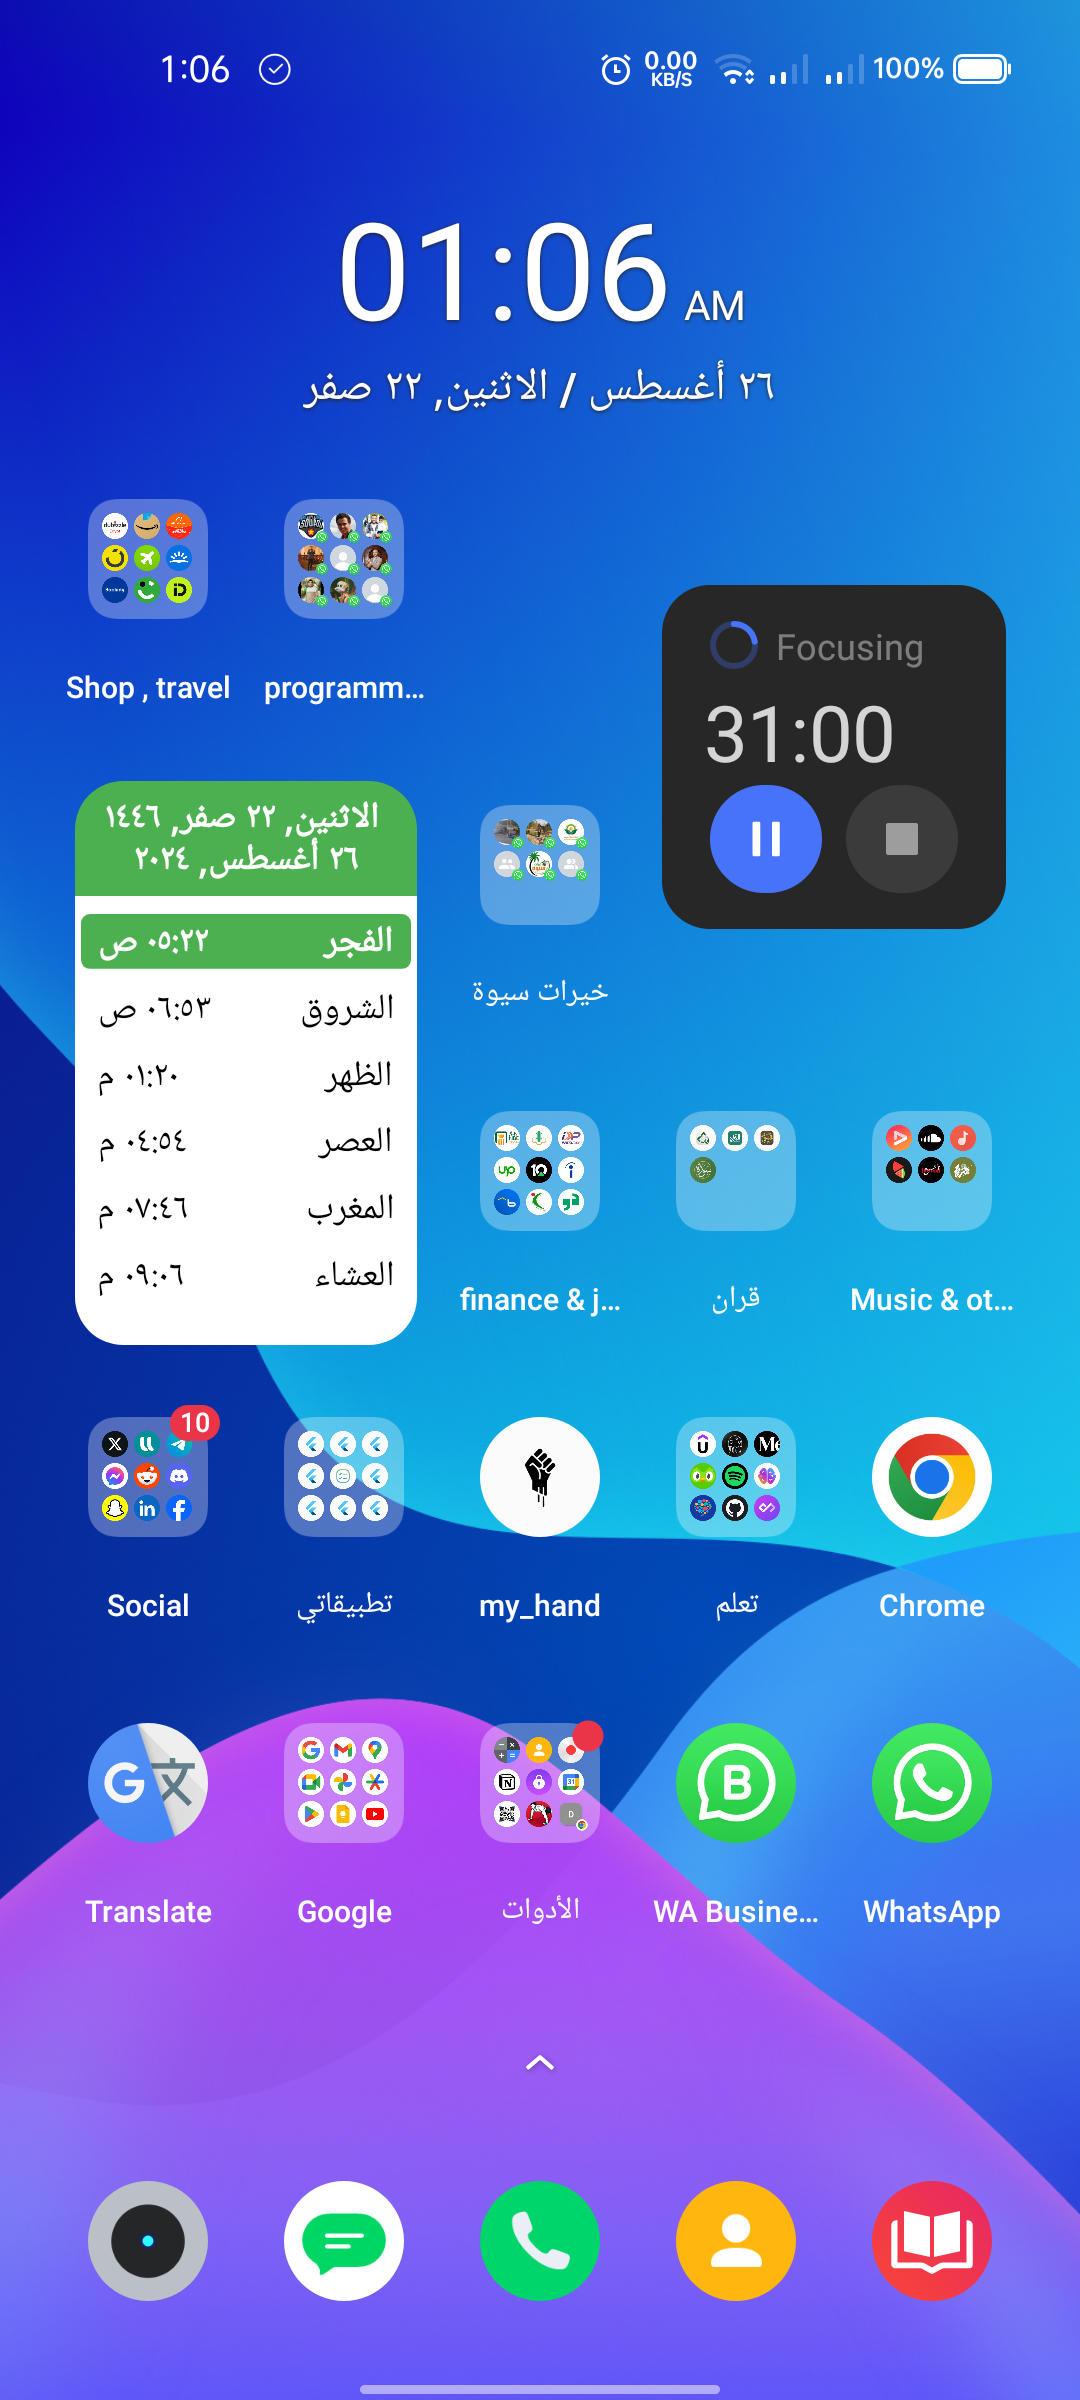 1:06
0.00
KB/S
100%
01:06 AM
٢٦ أغسطس / الاثنين, ٢٢ صفر
Shop , travel
programm...
Focusing
31:00
الاثنين, ٢٢ صفر, ١٤٤٦
٢٦ أغسطس, ٢٠٢٤
الفجر ٠٥:٢٢ ص
الشروق ٠٦:٥٣ ص
الظهر ٠١:٢٠ م
العصر ٠٤:٥٤ م
المغرب ٠٧:٤٦ م
العشاء ٠٩:٠٦ م
خيرات سيوة
finance & j...
قران
Music & ot...
10
Social
تطبيقاتي
my_hand
تعلم
Chrome
Translate
Google
الأدوات
WA Busine...
WhatsApp